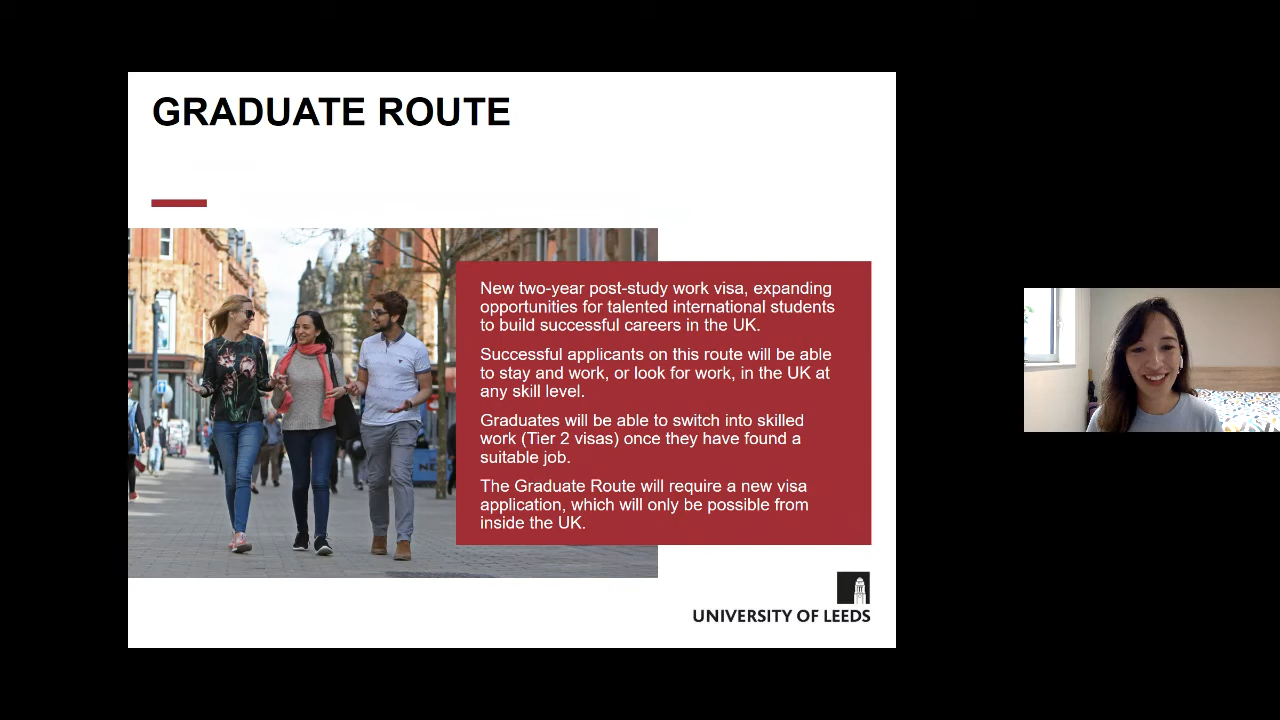 GRADUATE ROUTE
New two-year post-study work visa, expanding
opportunities for talented international students
to build successful careers in the UK.
Successful applicants on this route will be able
to stay and work, or look for work, in the UK at
any skill level.
Graduates will be able to switch into skilled
work (Tier 2 visas) once they have found a
suitable job.
The Graduate Route will require a new visa
application, which will only be possible from
inside the UK.
UNIVERSITY OF LEEDS